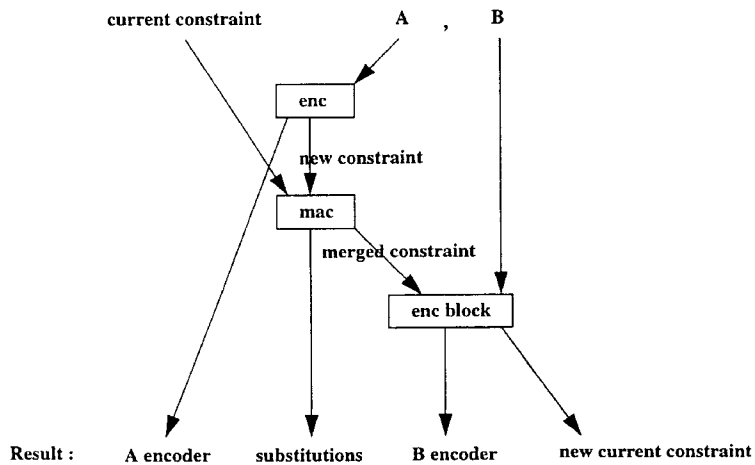 current constraint
A , B
enc
new constraint
mac
merged constraint
enc block
Result : A encoder substitutions B encoder new current constraint